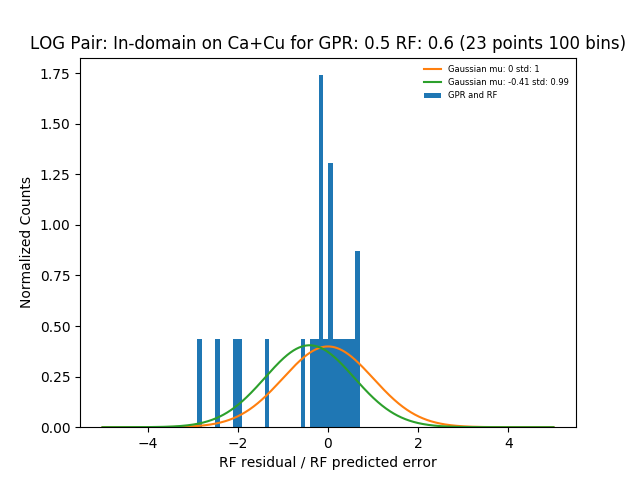 LOG Pair: In-domain on Ca+Cu for GPR: 0.5 RF: 0.6 (23 points 100 bins)
Gaussian mu: 0 std: 1
Gaussian mu: -0.41 std: 0.99
GPR and RF
Normalized Counts
1.75
1.50
1.25
1.00
0.75
0.50
0.25
0.00
−4 −2 0 2 4
RF residual / RF predicted error